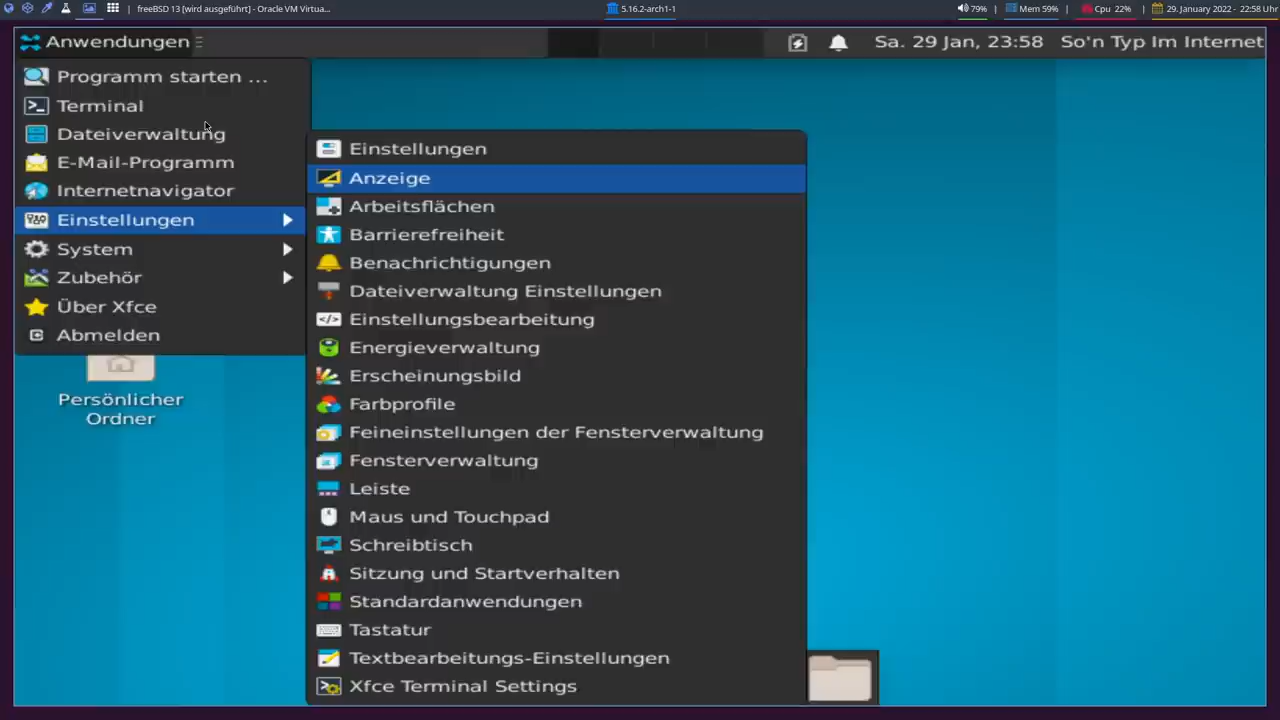 freeBSD 13 [wird ausgeführt] - Oracle VM Virtua...
5.16.2-arch1-1
79%
Mem 59%
Cpu 22%
29. January 2022 - 22:58 Uhr
Anwendungen
Sa. 29 Jan, 23:58
So'n Typ Im Internet
Programm starten ...
Terminal
Dateiverwaltung
E-Mail-Programm
Internetnavigator
Einstellungen
System
Zubehör
Über Xfce
Abmelden
Persönlicher
Ordner
Einstellungen
Anzeige
Arbeitsflächen
Barrierefreiheit
Benachrichtigungen
Dateiverwaltung Einstellungen
Einstellungsbearbeitung
Energieverwaltung
Erscheinungsbild
Farbprofile
Feineinstellungen der Fensterverwaltung
Fensterverwaltung
Leiste
Maus und Touchpad
Schreibtisch
Sitzung und Startverhalten
Standardanwendungen
Tastatur
Textbearbeitungs-Einstellungen
Xfce Terminal Settings